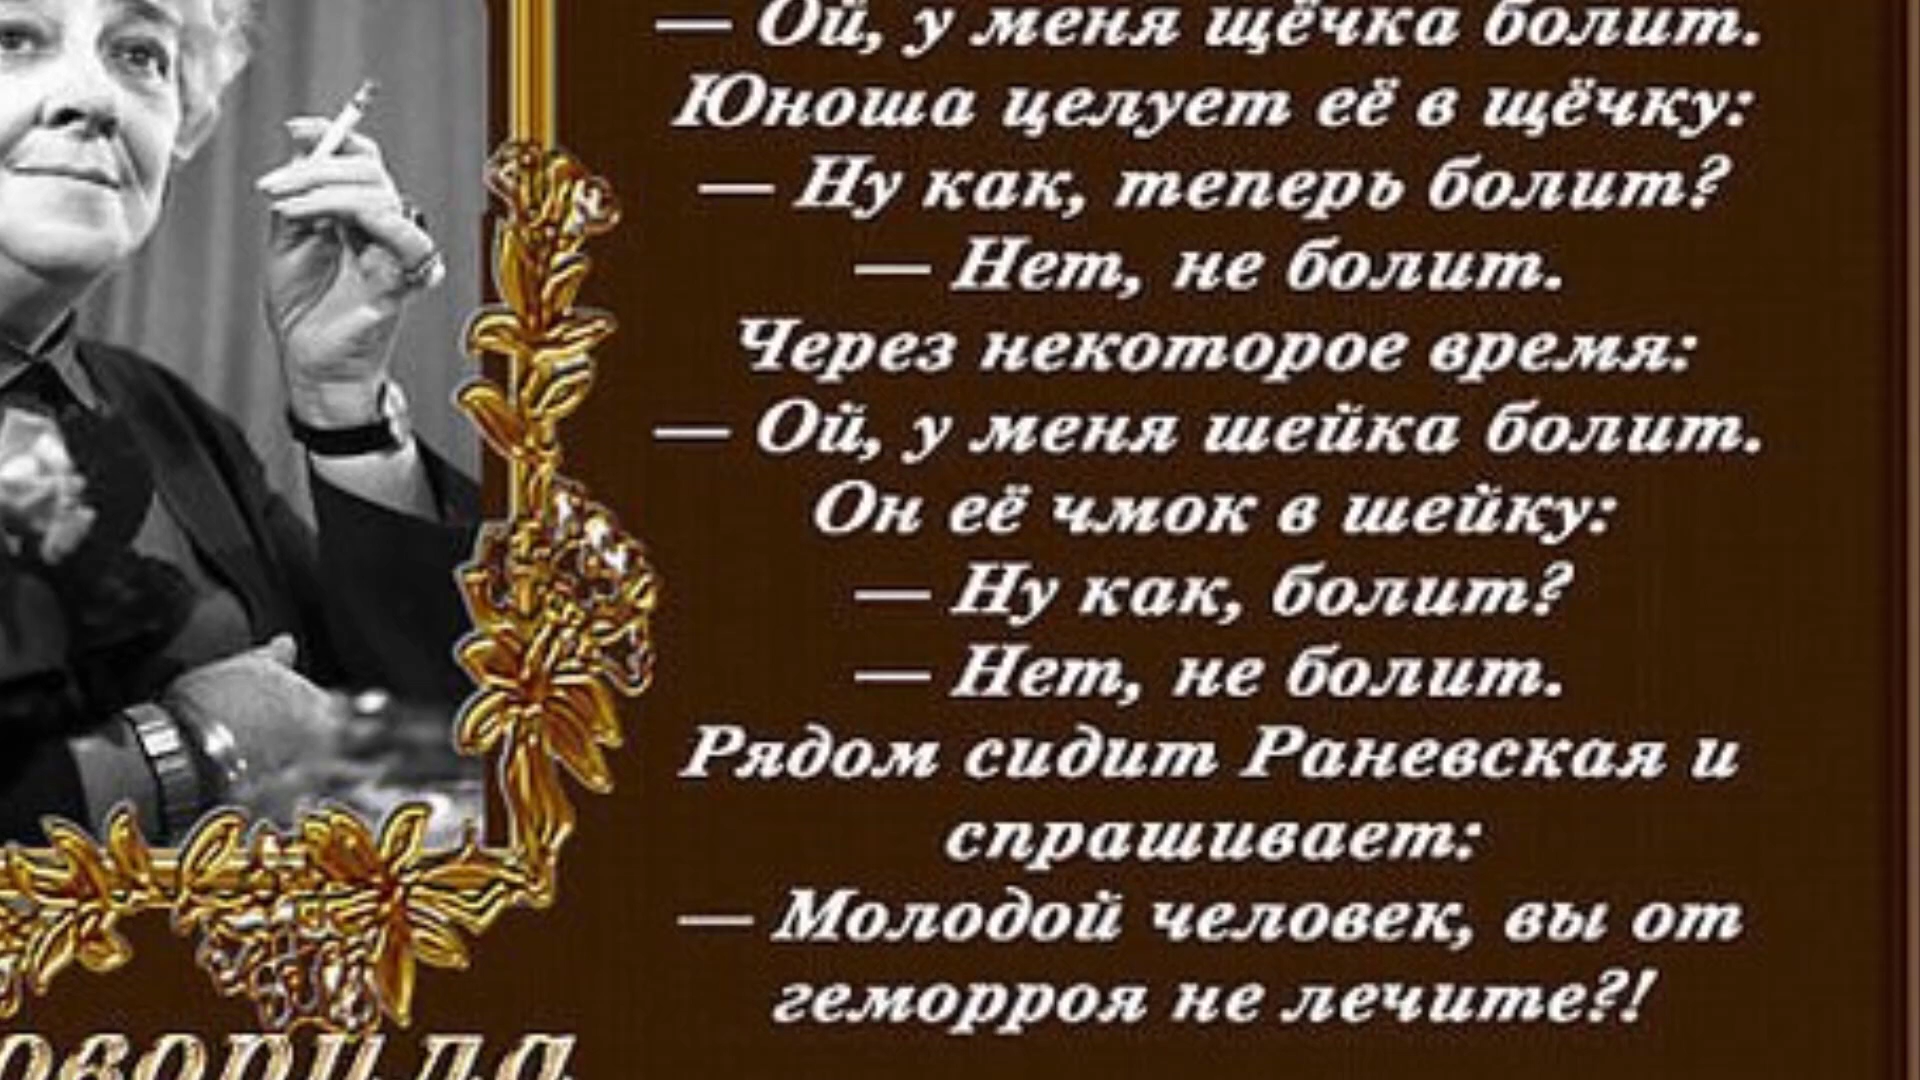 — Ой, у меня щёчка болит.
Юноша целует её в щёчку:
— Ну как, теперь болит?
— Нет, не болит.
Через некоторое время:
— Ой, у меня шейка болит.
Он её чмок в шейку:
— Ну как, болит?
— Нет, не болит.
Рядом сидит Раневская и
спрашивает:
— Молодой человек, вы от
геморроя не лечите?!